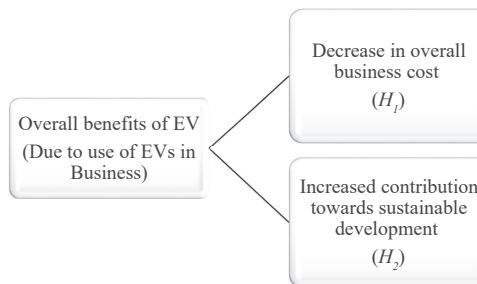 Overall benefits of EV
(Due to use of EVs in
Business)
Decrease in overall
business cost
(H₁)
Increased contribution
towards sustainable
development
(H₂)